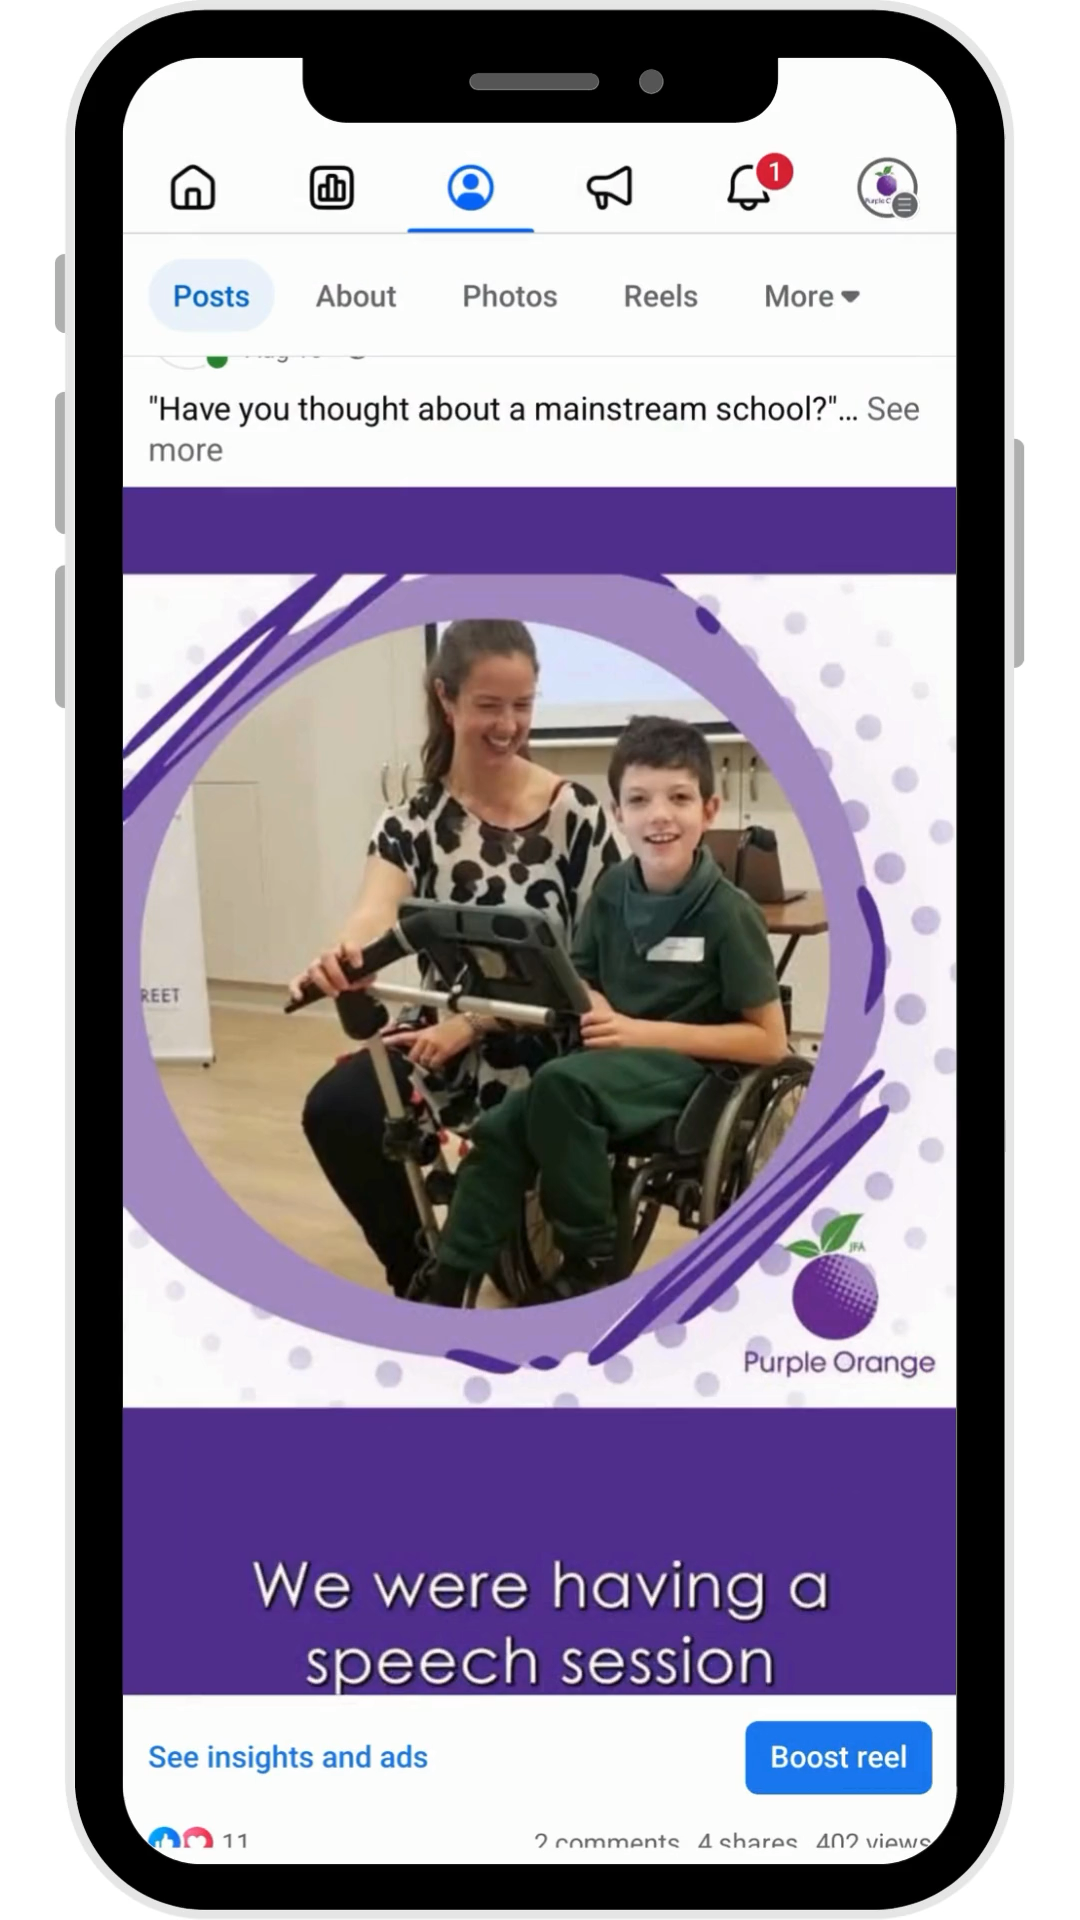 1
Posts About Photos Reels More
"Have you thought about a mainstream school?"... See
more
REET
JFA
Purple Orange
We were having a
speech session
See insights and ads
Boost reel
11 2 comments 4 shares 402 views